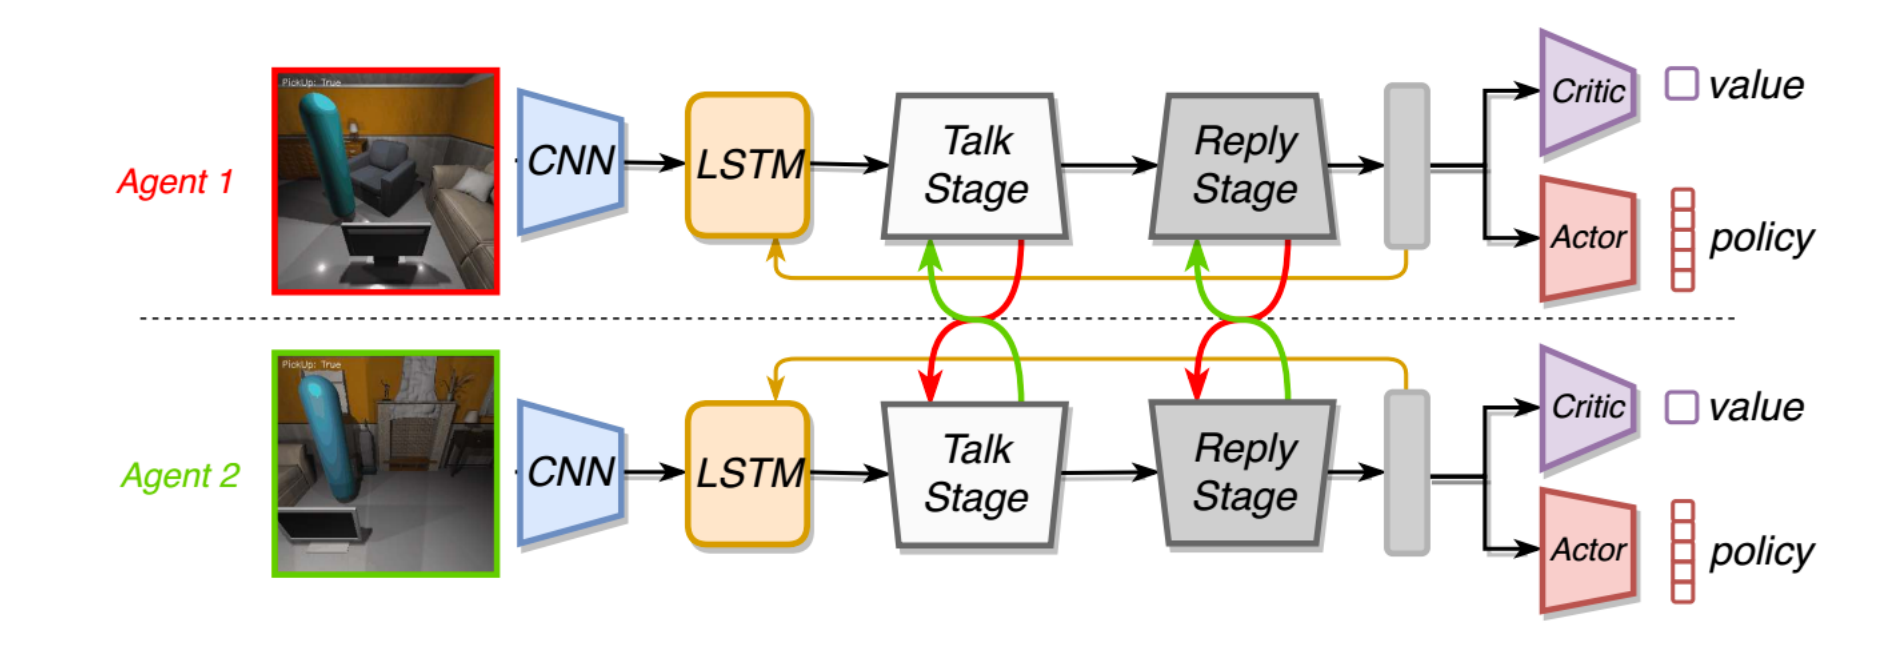 PickUp: True
Agent 1
CNN
LSTM
Talk
Stage
Reply
Stage
Critic
value
Actor
policy
PickUp: True
Agent 2
CNN
LSTM
Talk
Stage
Reply
Stage
Critic
value
Actor
policy